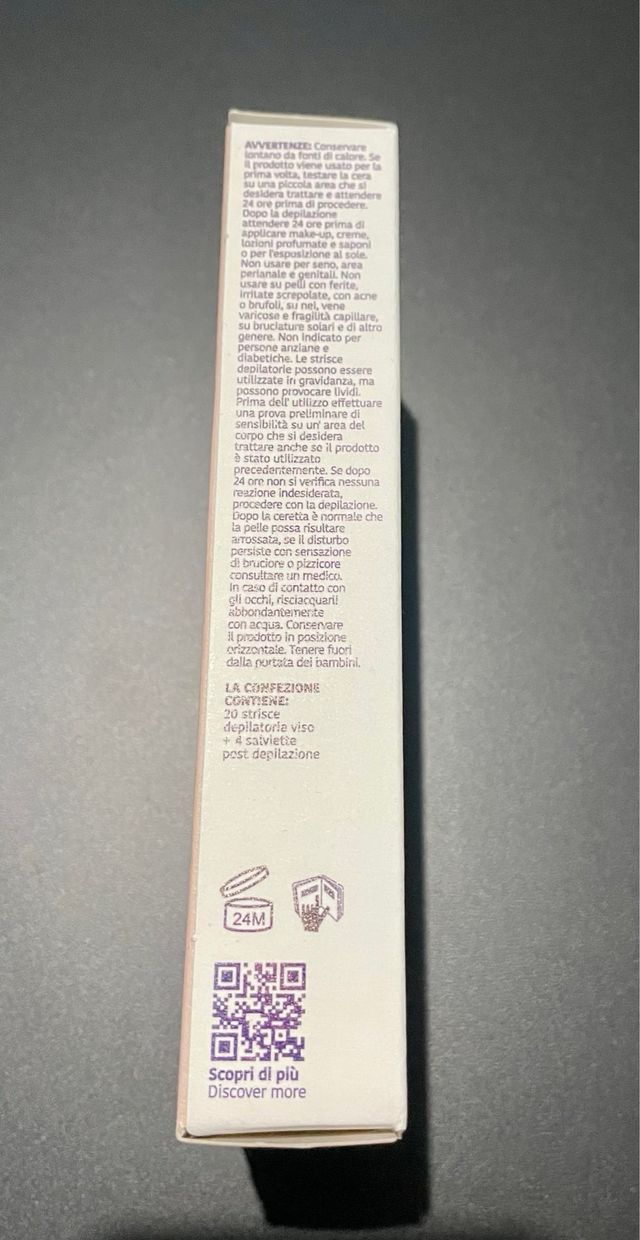 AVVERTENZE: Conservare
lontano da fonti di calore. Se
il prodotto viene usato per la
prima volta, testare la cera
su una piccola area che si
desidera trattare e attendere
24 ore prima di procedere.
Dopo la depilazione
attendere 24 ore prima di
applicare make-up, creme,
lozioni profumate e saponi
o per l'esposizione al sole.
Non usare per seno, area
perianale e genitali. Non
usare su pelli con ferite,
irritate screpolate, con acne
o brufoli, su nei, vene
varicose e fragilità capillare,
su bruciature solari e di altro
genere. Non indicato per
persone anziane e
diabetiche. Le strisce
depilatorie possono essere
utilizzate in gravidanza, ma
possono provocare lividi.
Prima dell' utilizzo effettuare
una prova preliminare di
sensibilità su un' area del
corpo che si desidera
trattare anche se il prodotto
è stato utilizzato
precedentemente. Se dopo
24 ore non si verifica nessuna
reazione indesiderata,
procedere con la depilazione.
Dopo la ceretta è normale che
la pelle possa risultare
arrossata, se il disturbo
persiste con sensazione
di bruciore o pizzicore
consultare un medico.
In caso di contatto con
gli occhi, risciacquarli
abbondantemente
con acqua. Conservare
il prodotto in posizione
orizzontale. Tenere fuori
dalla portata dei bambini.
LA CONFEZIONE
CONTIENE:
20 strisce
depilatorie viso
+ 4 salviette
post depilazione
24M
Scopri di più
Discover more